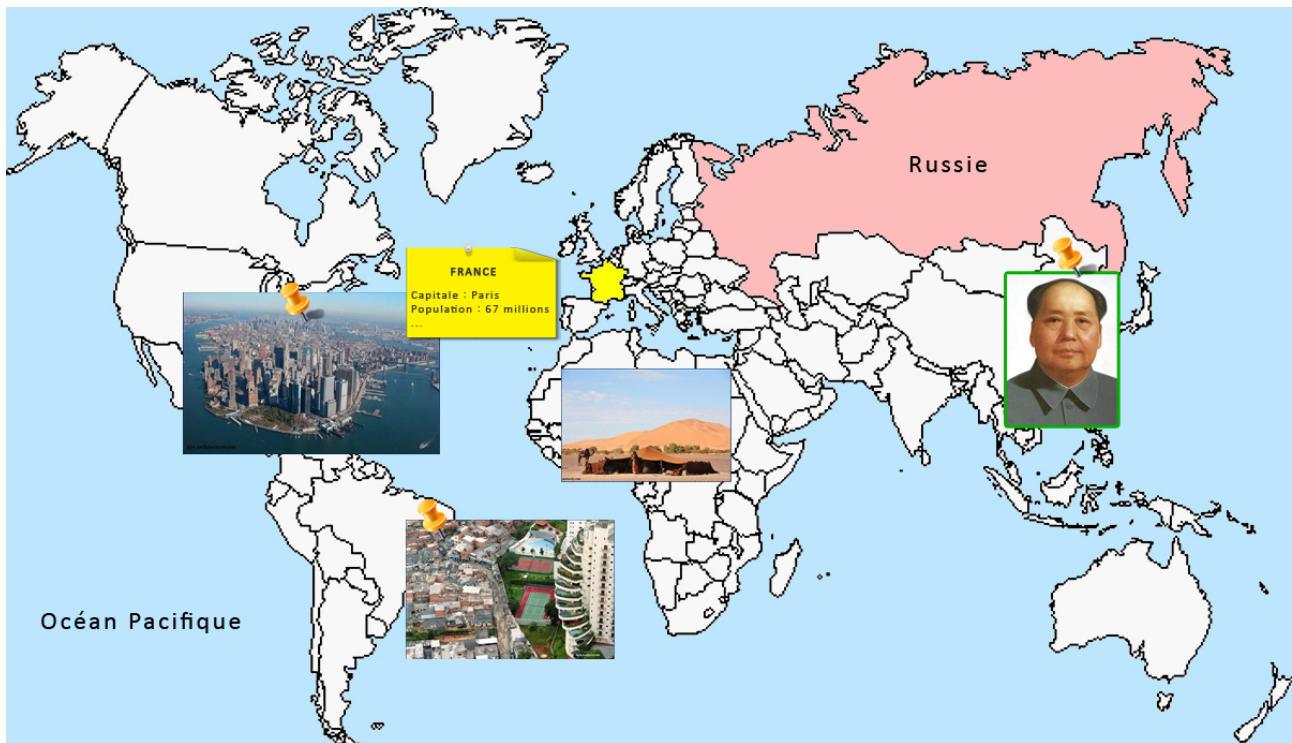 Russie
FRANCE
Capitale : Paris
Population : 67 millions
...
Océan Pacifique